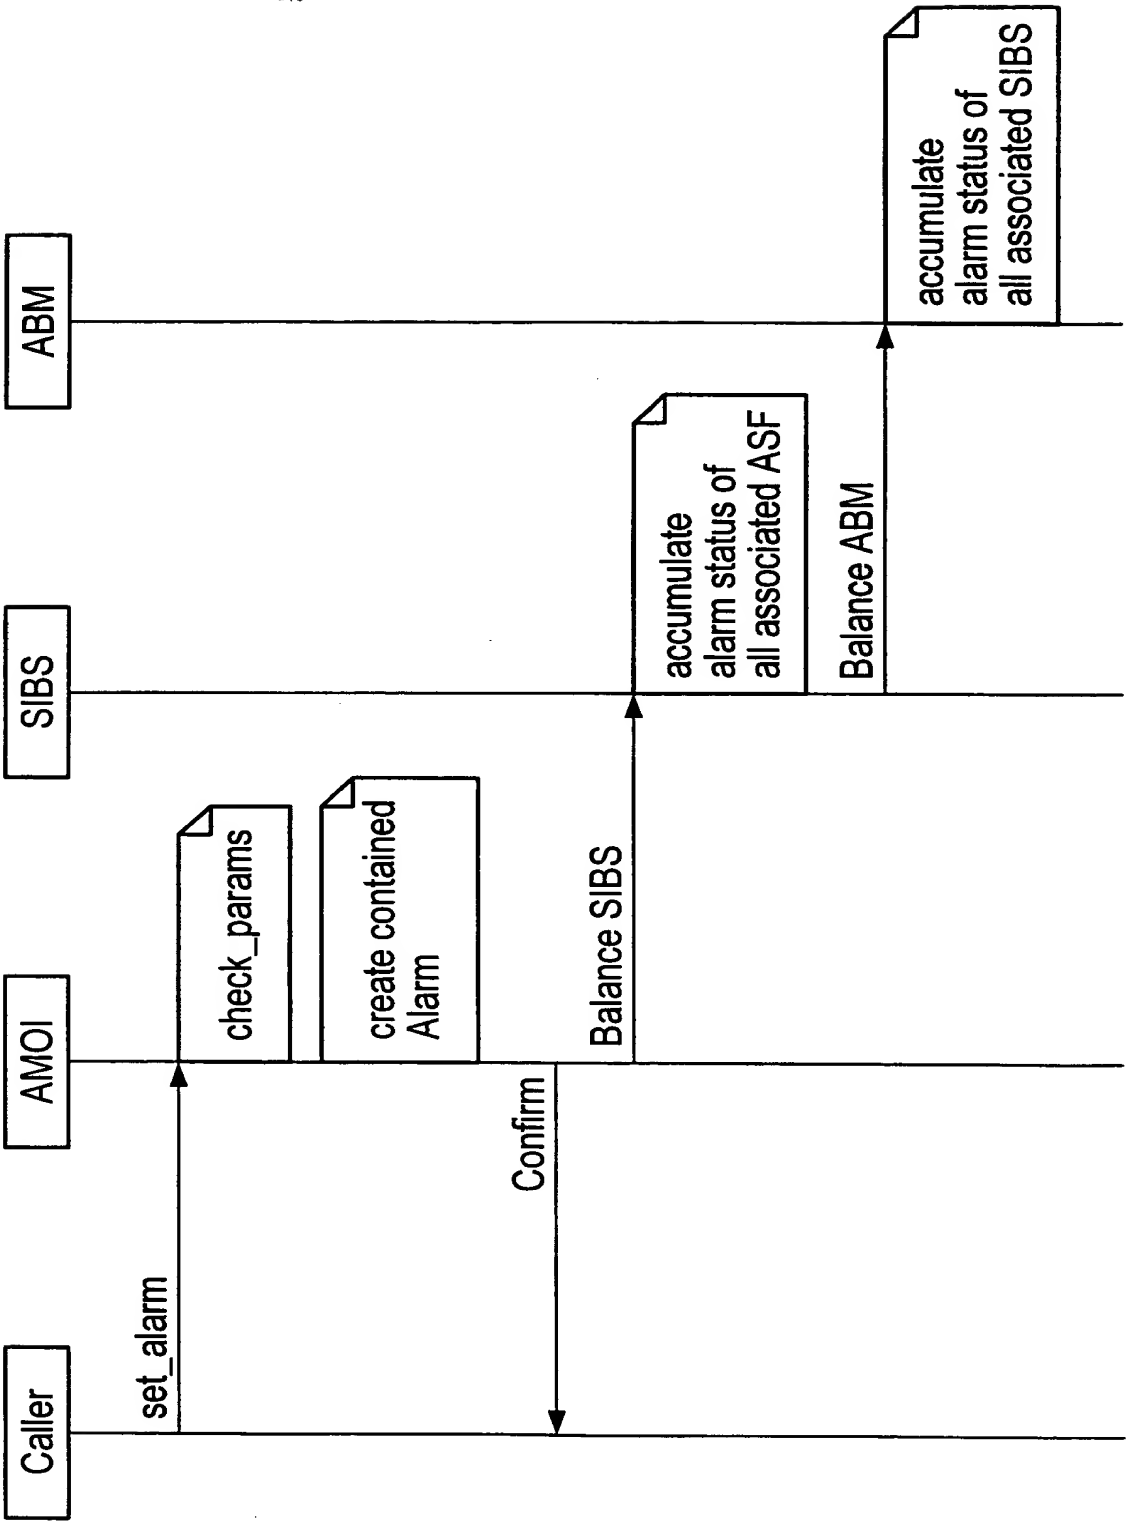 Caller
AMOI
SIBS
ABM
set_alarm
check_params
create contained
Alarm
Confirm
Balance SIBS
accumulate
alarm status of
all associated ASF
Balance ABM
accumulate
alarm status of
all associated SIBS